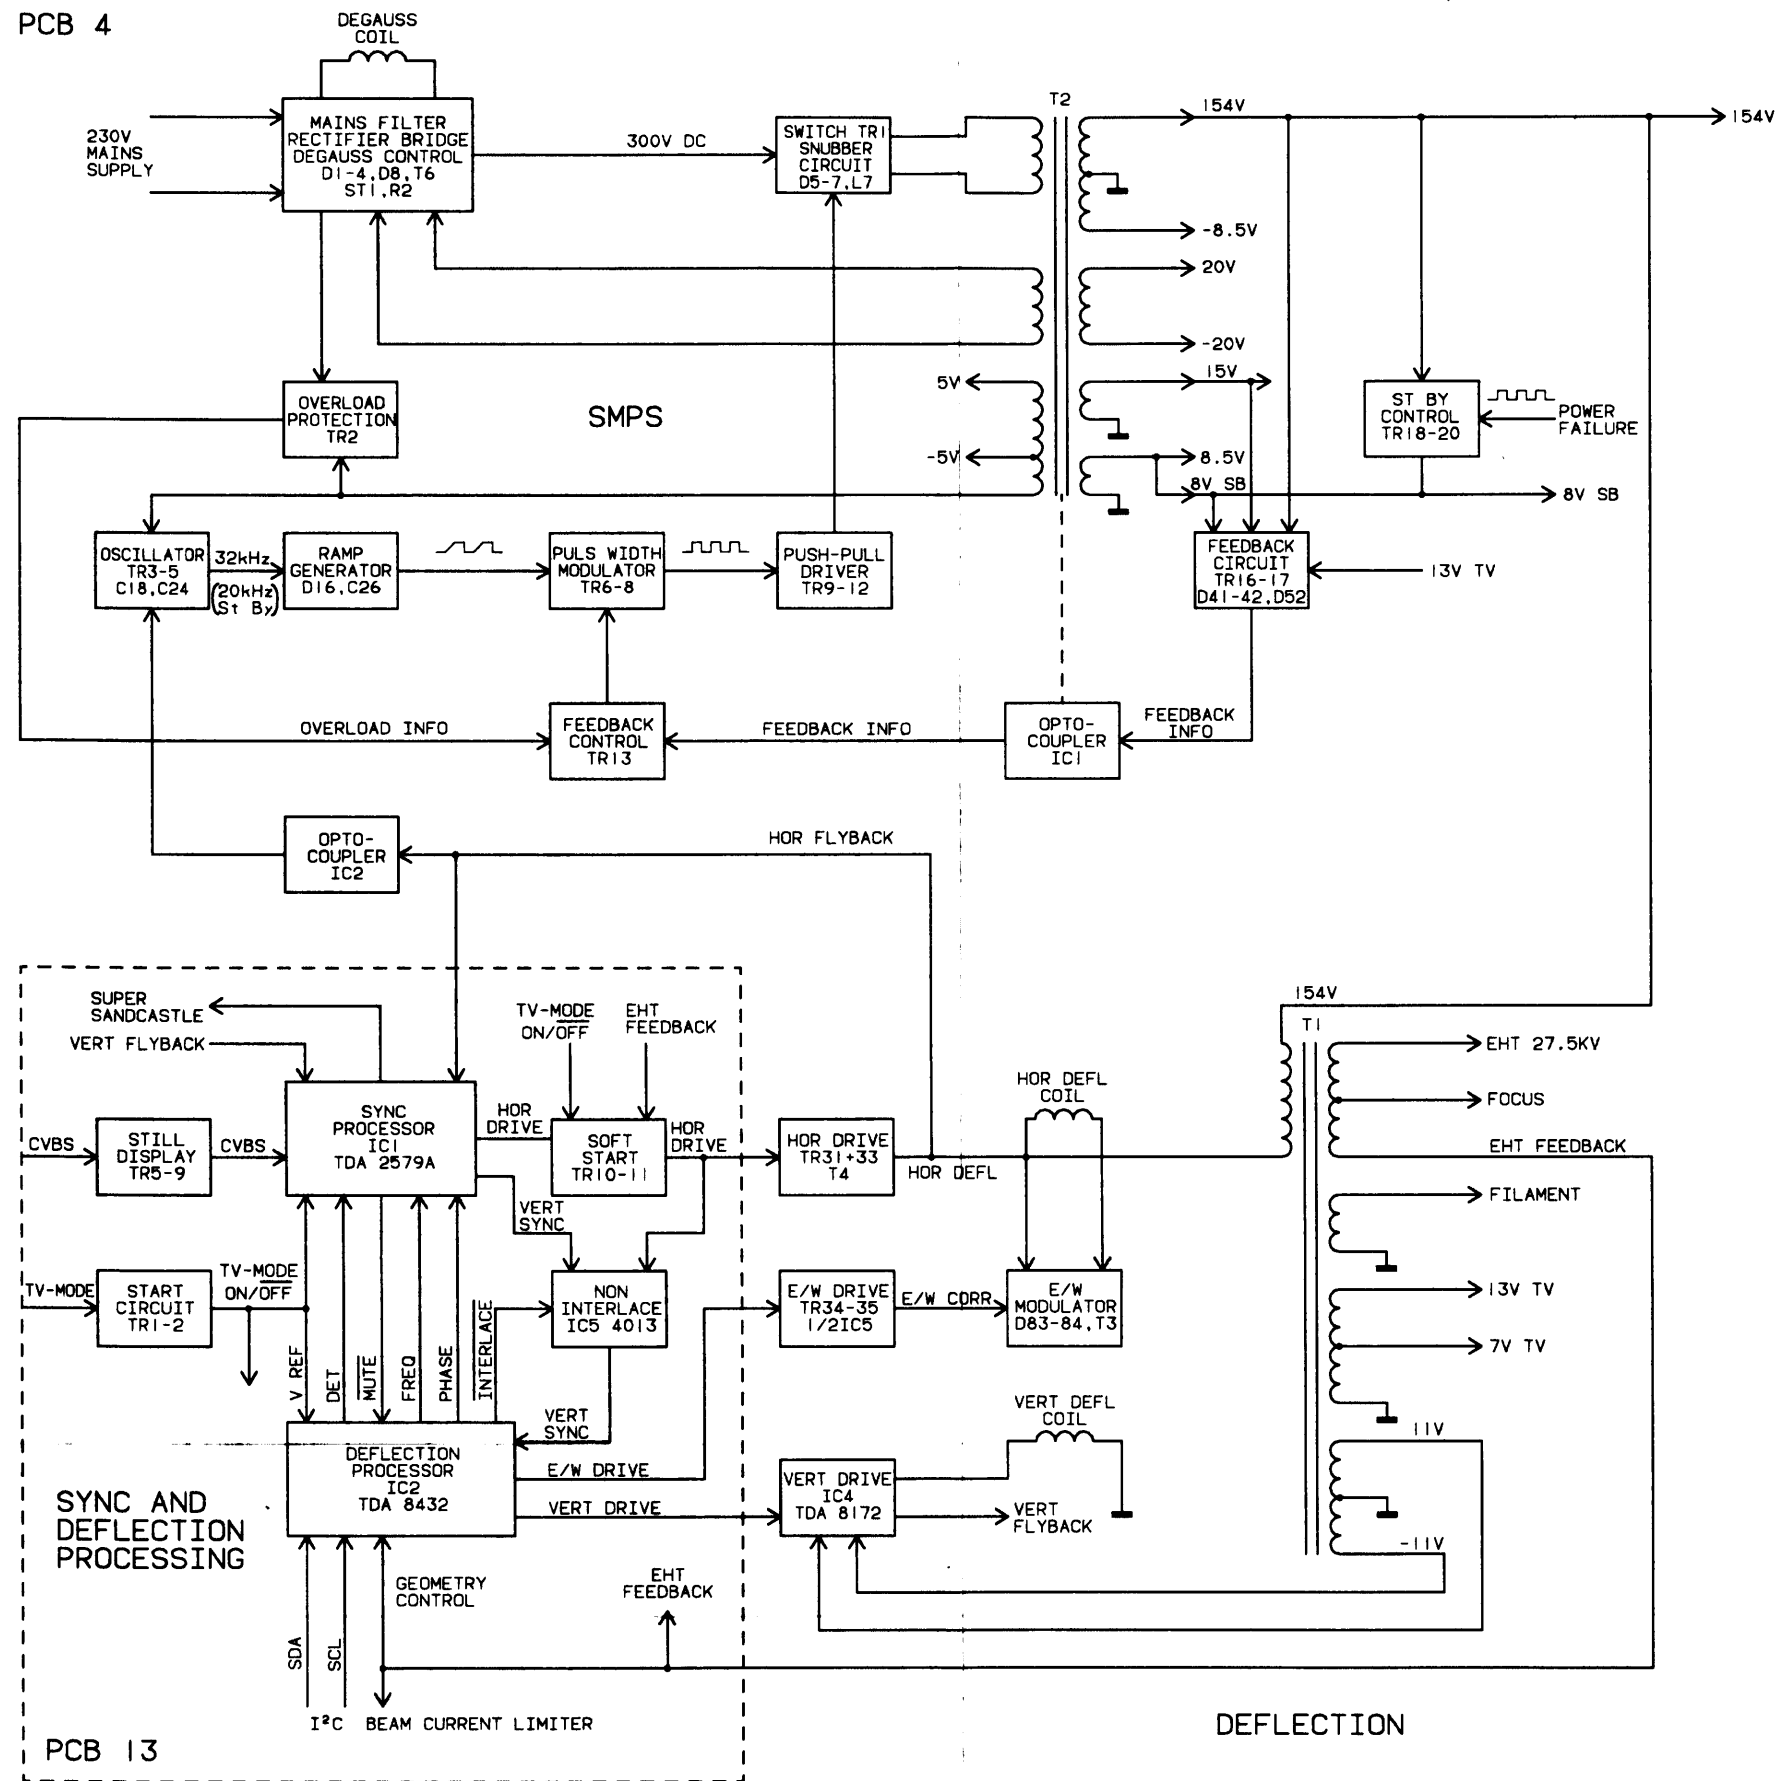 PCB 4
DEGAUSS
COIL
230V
MAINS
SUPPLY
MAINS FILTER
RECTIFIER BRIDGE
DEGAUSS CONTROL
D1-4,D8,T6
ST1,R2
300V DC
SWITCH TR1
SNUBBER
CIRCUIT
D5-7,L7
T2
154V
154V
-8.5V
20V
-20V
15V
5V
-5V
8.5V
8V SB
8V SB
ST BY
CONTROL
TR18-20
POWER
FAILURE
OVERLOAD
PROTECTION
TR2
SMPS
OSCILLATOR
TR3-5
C18,C24
32kHz
(20kHz
St By)
RAMP
GENERATOR
D16,C26
PULS WIDTH
MODULATOR
TR6-8
PUSH-PULL
DRIVER
TR9-12
FEEDBACK
CIRCUIT
TR16-17
D41-42,D52
13V TV
OVERLOAD INFO
FEEDBACK
CONTROL
TR13
FEEDBACK INFO
OPTO-
COUPLER
IC1
FEEDBACK
INFO
OPTO-
COUPLER
IC2
HOR FLYBACK
SUPER
SANDCASTLE
VERT FLYBACK
TV-MODE
ON/OFF
EHT
FEEDBACK
154V
T1
EHT 27.5KV
FOCUS
EHT FEEDBACK
FILAMENT
13V TV
7V TV
11V
-11V
CVBS
STILL
DISPLAY
TR5-9
CVBS
SYNC
PROCESSOR
IC1
TDA 2579A
HOR
DRIVE
SOFT
START
TR10-11
HOR
DRIVE
HOR DRIVE
TR31+33
T4
HOR DEFL
HOR DEFL
COIL
VERT
SYNC
TV-MODE
START
CIRCUIT
TR1-2
TV-MODE
ON/OFF
V REF
DET
MUTE
FREQ
PHASE
INTERLACE
NON
INTERLACE
IC5 4013
E/W DRIVE
TR34-35
1/2IC5
E/W CORR
E/W
MODULATOR
D83-84,T3
VERT
SYNC
DEFLECTION
PROCESSOR
IC2
TDA 8432
E/W DRIVE
VERT DRIVE
VERT DRIVE
IC4
TDA 8172
VERT DEFL
COIL
VERT
FLYBACK
SYNC AND
DEFLECTION
PROCESSING
GEOMETRY
CONTROL
EHT
FEEDBACK
SDA
SCL
I²C BEAM CURRENT LIMITER
PCB 13
DEFLECTION